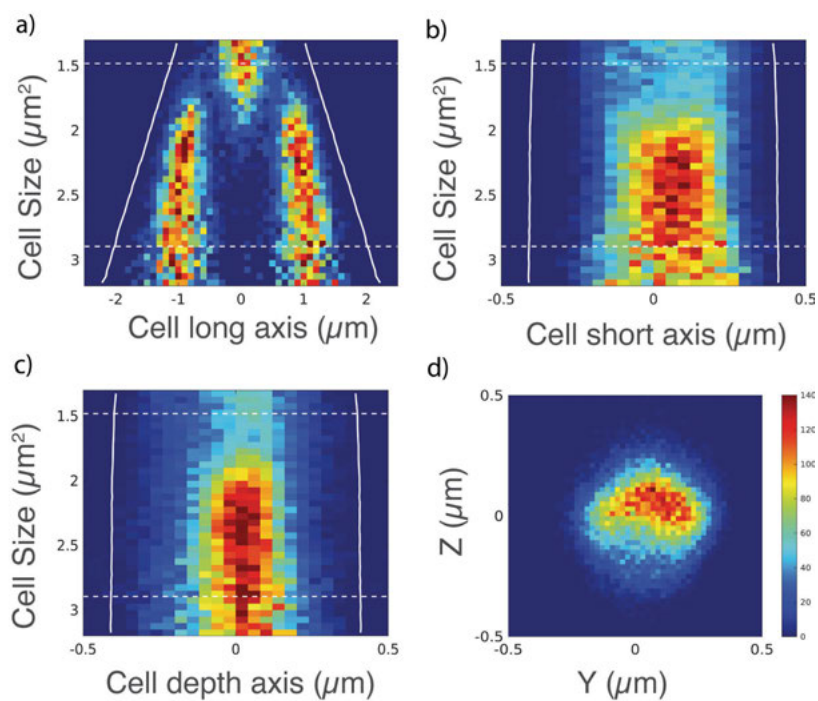 a)
Cell Size (µm²)
1.5
2
2.5
3
-2 -1 0 1 2
Cell long axis (µm)
b)
Cell Size (µm²)
1.5
2
2.5
3
-0.5 0 0.5
Cell short axis (µm)
c)
Cell Size (µm²)
1.5
2
2.5
3
-0.5 0 0.5
Cell depth axis (µm)
d)
Z (µm)
0.5
0
-0.5
-0.5 0 0.5
Y (µm)
140
120
100
80
60
40
20
0